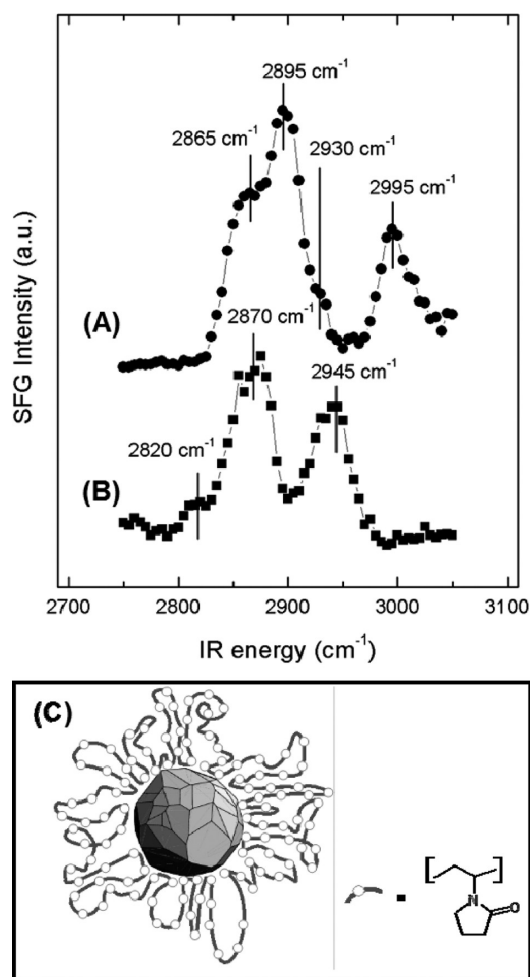 2895 cm-1
2865 cm-1
2930 cm-1
2995 cm-1
(A)
2870 cm-1
2945 cm-1
2820 cm-1
(B)
SFG Intensity (a.u.)
2700 2800 2900 3000 3100
IR energy (cm-1)
(C)
N
O